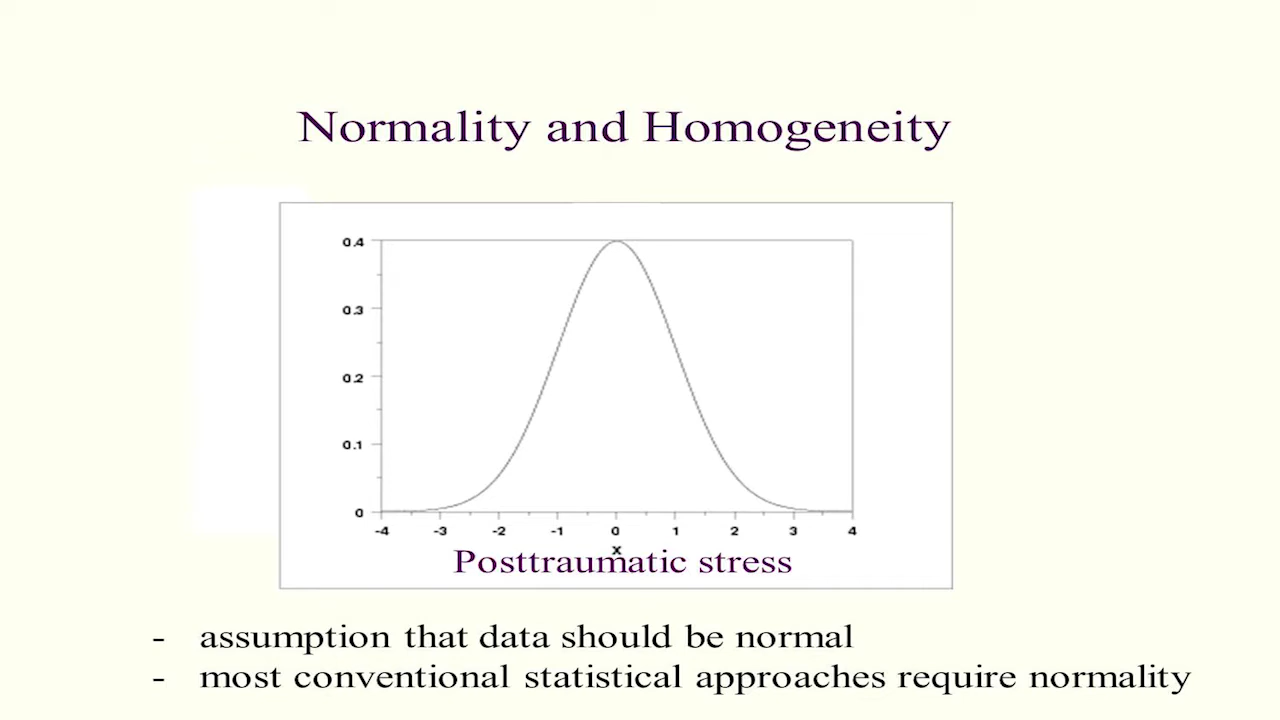 Normality and Homogeneity
0.4
0.3
0.2
0.1
0
-4 -3 -2 -1 0 1 2 3 4
X
Posttraumatic stress
- assumption that data should be normal
- most conventional statistical approaches require normality